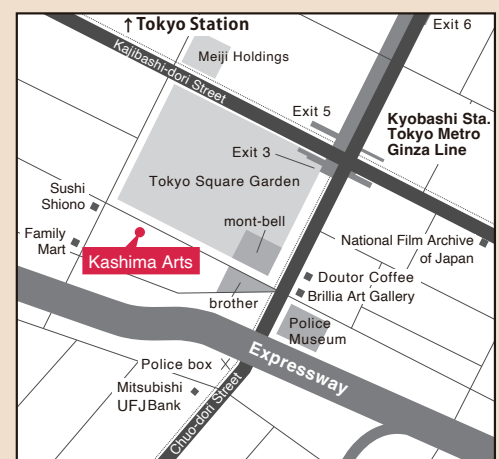 ↑Tokyo Station
Exit 6
Meiji Holdings
Kajibashi-dori Street
Exit 5
Kyobashi Sta.
Tokyo Metro
Ginza Line
Exit 3
Tokyo Square Garden
Sushi
Shiono
mont-bell
Family
Mart
National Film Archive
of Japan
Kashima Arts
Doutor Coffee
brother
Brillia Art Gallery
Police
Museum
Expressway
Police box
Mitsubishi
UFJBank
Chuo-dori Street